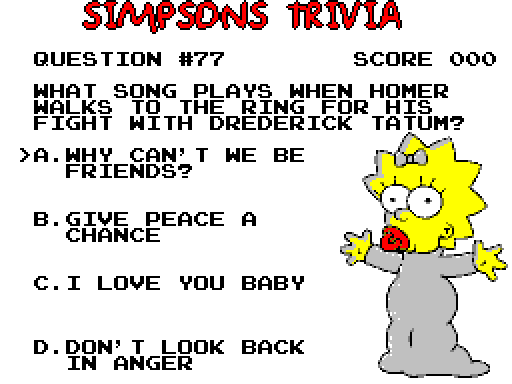 SIMPSONS TRIVIA
QUESTION #77 SCORE 000
WHAT SONG PLAYS WHEN HOMER
WALKS TO THE RING FOR HIS
FIGHT WITH DREDERICK TATUM?
>A.WHY CAN'T WE BE
FRIENDS?
B.GIVE PEACE A
CHANCE
C.I LOVE YOU BABY
D.DON'T LOOK BACK
IN ANGER